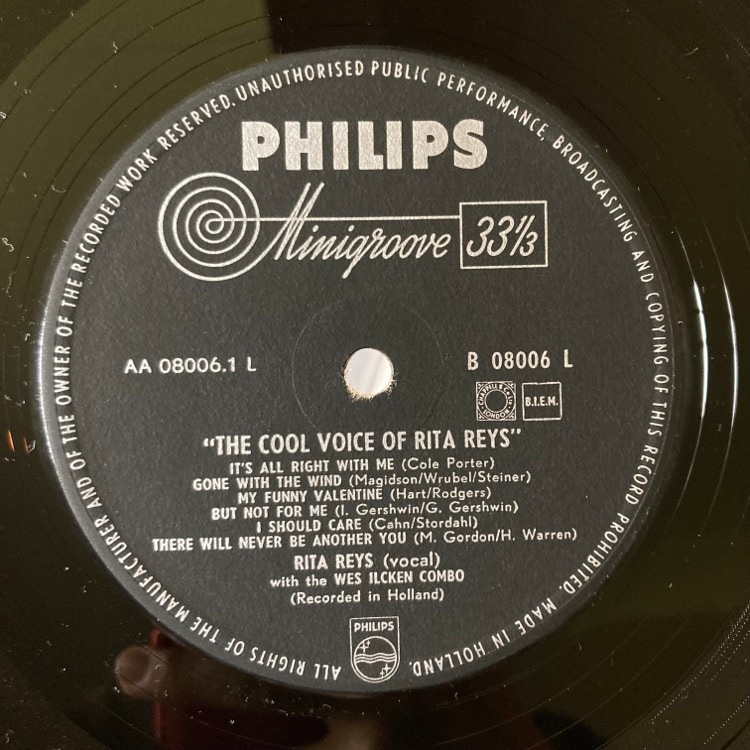 ALL RIGHTS OF THE MANUFACTURER AND OF THE OWNER OF THE RECORDED WORK RESERVED. UNAUTHORISED PUBLIC PERFORMANCE, BROADCASTING AND COPYING OF THIS RECORD PROHIBITED. MADE IN HOLLAND.
PHILIPS
Minigroove 33⅓
AA 08006.1 L
B 08006 L
CHAPPELL & CO LTD LONDON
B.I.E.M.
"THE COOL VOICE OF RITA REYS"
IT'S ALL RIGHT WITH ME (Cole Porter)
GONE WITH THE WIND (Magidson/Wrubel/Steiner)
MY FUNNY VALENTINE (Hart/Rodgers)
BUT NOT FOR ME (I. Gershwin/G. Gershwin)
I SHOULD CARE (Cahn/Stordahl)
THERE WILL NEVER BE ANOTHER YOU (M. Gordon/H. Warren)
RITA REYS (vocal)
with the WES ILCKEN COMBO
(Recorded in Holland)
PHILIPS